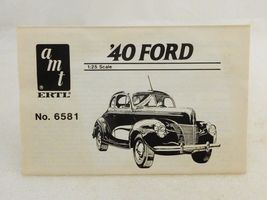 amt
® ERTL®
'40 FORD
1:25 Scale
No. 6581